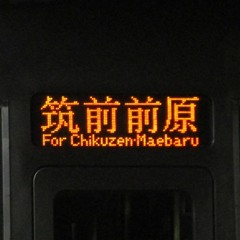 筑前前原
For Chikuzen-Maebaru